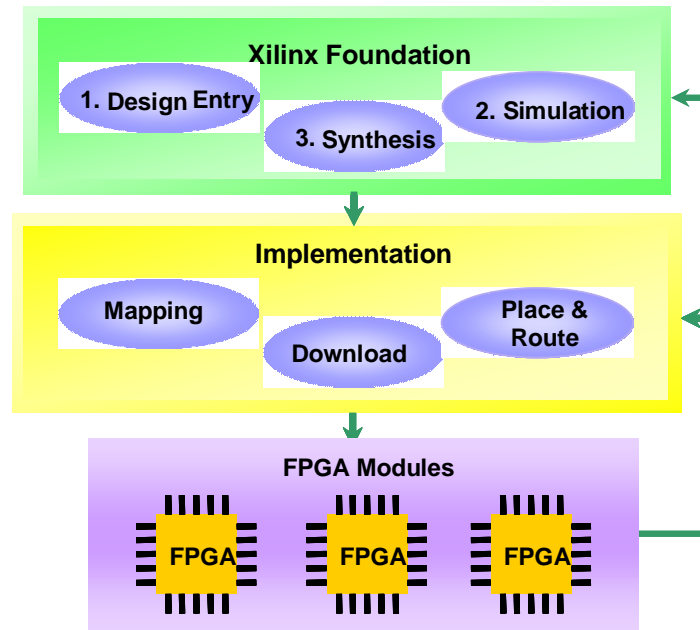 Xilinx Foundation
1. Design Entry
2. Simulation
3. Synthesis
Implementation
Mapping
Place &
Route
Download
FPGA Modules
FPGA
FPGA
FPGA